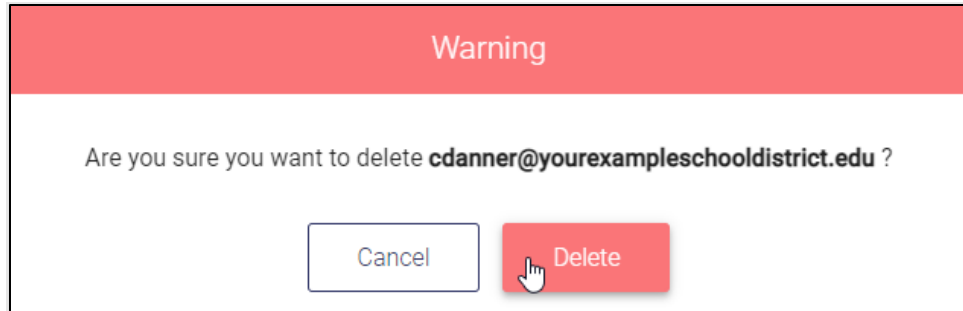 Warning
Are you sure you want to delete cdanner@yourexampleschooldistrict.edu ?
Cancel Delete